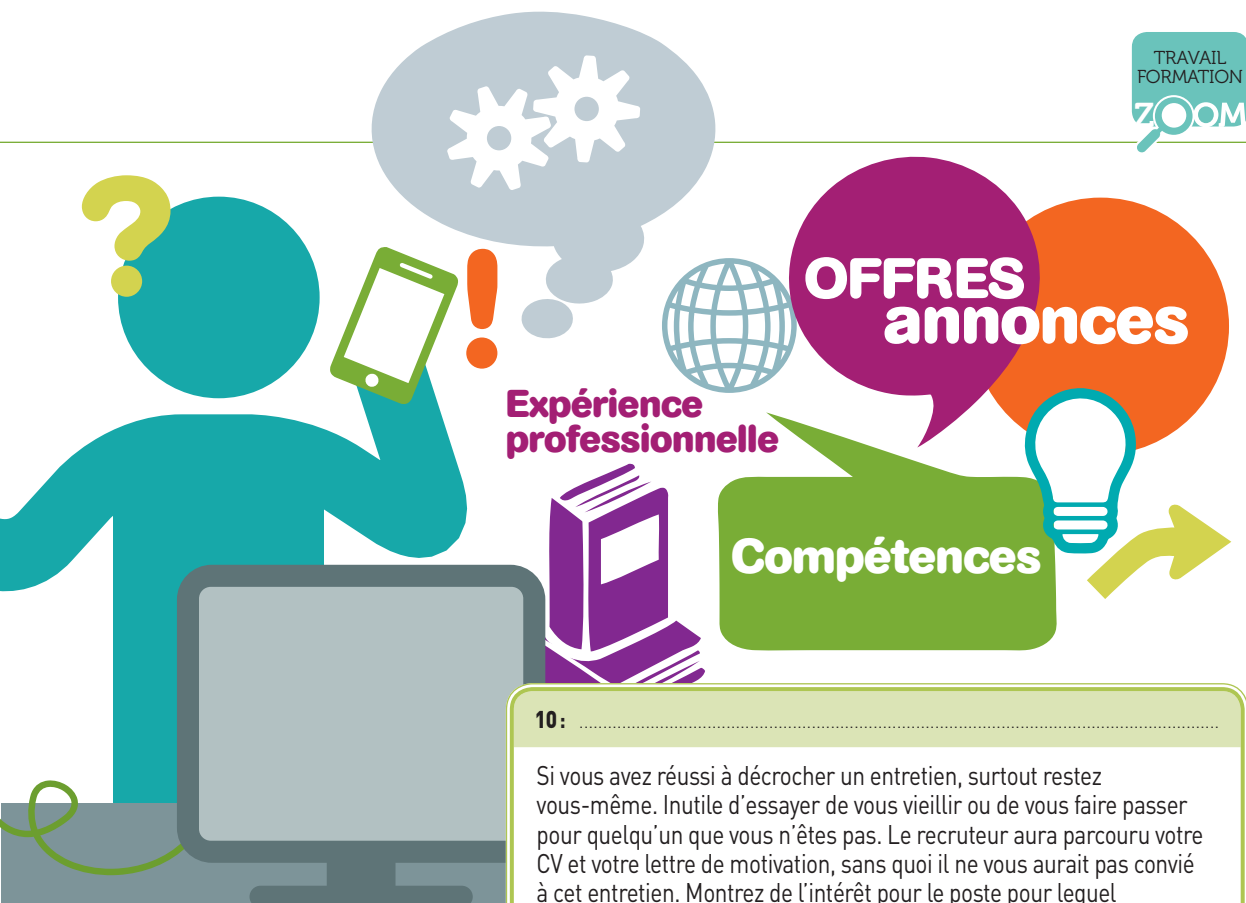 TRAVAIL
FORMATION
ZOOM
OFFRES
annonces
Expérience
professionnelle
Compétences
10 : ........................................
Si vous avez réussi à décrocher un entretien, surtout restez
vous-même. Inutile d'essayer de vous vieillir ou de vous faire passer
pour quelqu'un que vous n'êtes pas. Le recruteur aura parcouru votre
CV et votre lettre de motivation, sans quoi il ne vous aurait pas convié
à cet entretien. Montrez de l'intérêt pour le poste pour lequel